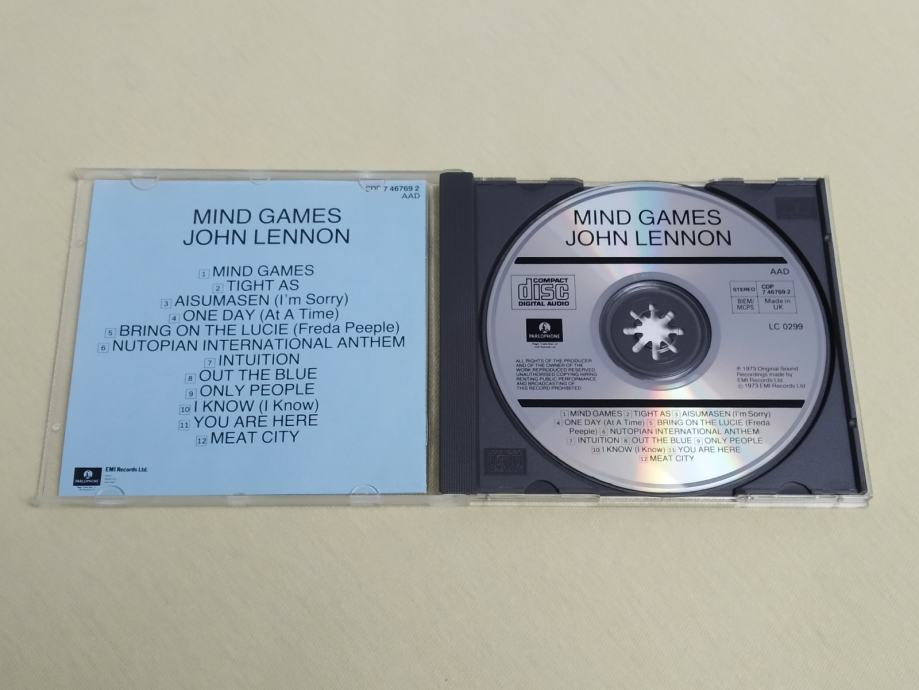 CDP 7 46769 2
AAD
MIND GAMES
JOHN LENNON
1 MIND GAMES
2 TIGHT AS
3 AISUMASEN (I'm Sorry)
4 ONE DAY (At A Time)
5 BRING ON THE LUCIE (Freda Peeple)
6 NUTOPIAN INTERNATIONAL ANTHEM
7 INTUITION
8 OUT THE BLUE
9 ONLY PEOPLE
10 I KNOW (I Know)
11 YOU ARE HERE
12 MEAT CITY
PARLOPHONE
EMI Records Ltd.
MIND GAMES
JOHN LENNON
COMPACT
disc
DIGITAL AUDIO
AAD
STEREO
CDP
7 46769 2
BIEM/
MCPS
Made in
UK
PARLOPHONE
LC 0299
ALL RIGHTS OF THE PRODUCER
AND OF THE OWNER OF THE
WORK REPRODUCED RESERVED
UNAUTHORISED COPYING HIRING
RENTING PUBLIC PERFORMANCE
AND BROADCASTING OF
THIS RECORD PROHIBITED
℗ 1973 Original Sound
Recordings made by
EMI Records Ltd
© 1973 EMI Records Ltd
1 MIND GAMES 2 TIGHT AS 3 AISUMASEN (I'm Sorry)
4 ONE DAY (At A Time) 5 BRING ON THE LUCIE (Freda
Peeple) 6 NUTOPIAN INTERNATIONAL ANTHEM
7 INTUITION 8 OUT THE BLUE 9 ONLY PEOPLE
10 I KNOW (I Know) 11 YOU ARE HERE
12 MEAT CITY